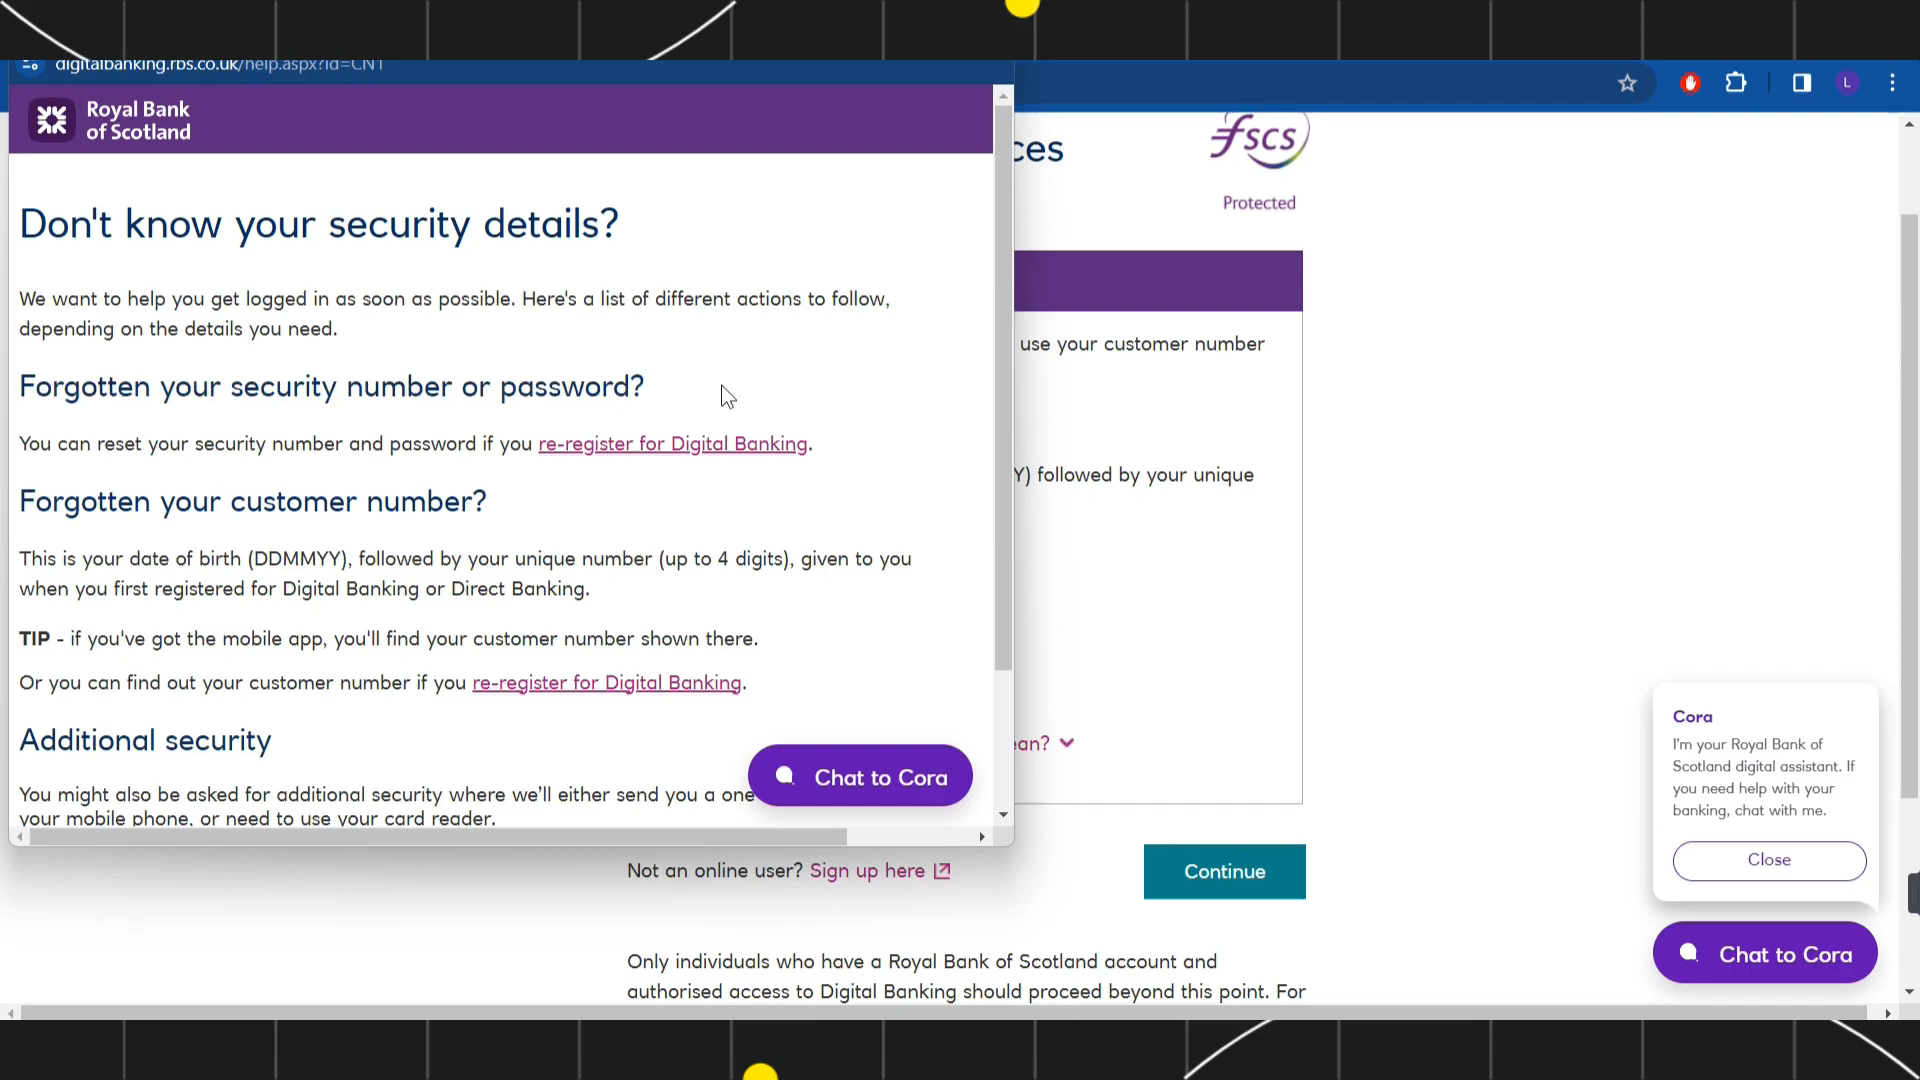 digitalbanking.rbs.co.uk/help.aspx?id=CNT
Royal Bank
of Scotland
Don't know your security details?
We want to help you get logged in as soon as possible. Here's a list of different actions to follow,
depending on the details you need.
Forgotten your security number or password?
You can reset your security number and password if you re-register for Digital Banking.
Forgotten your customer number?
This is your date of birth (DDMMYY), followed by your unique number (up to 4 digits), given to you
when you first registered for Digital Banking or Direct Banking.
TIP - if you've got the mobile app, you'll find your customer number shown there.
Or you can find out your customer number if you re-register for Digital Banking.
Additional security
You might also be asked for additional security where we'll either send you a one
your mobile phone, or need to use your card reader.
Chat to Cora
L
ces
fscs
Protected
use your customer number
Y) followed by your unique
ean?
Not an online user? Sign up here
Continue
Only individuals who have a Royal Bank of Scotland account and
authorised access to Digital Banking should proceed beyond this point. For
Cora
I'm your Royal Bank of
Scotland digital assistant. If
you need help with your
banking, chat with me.
Close
Chat to Cora